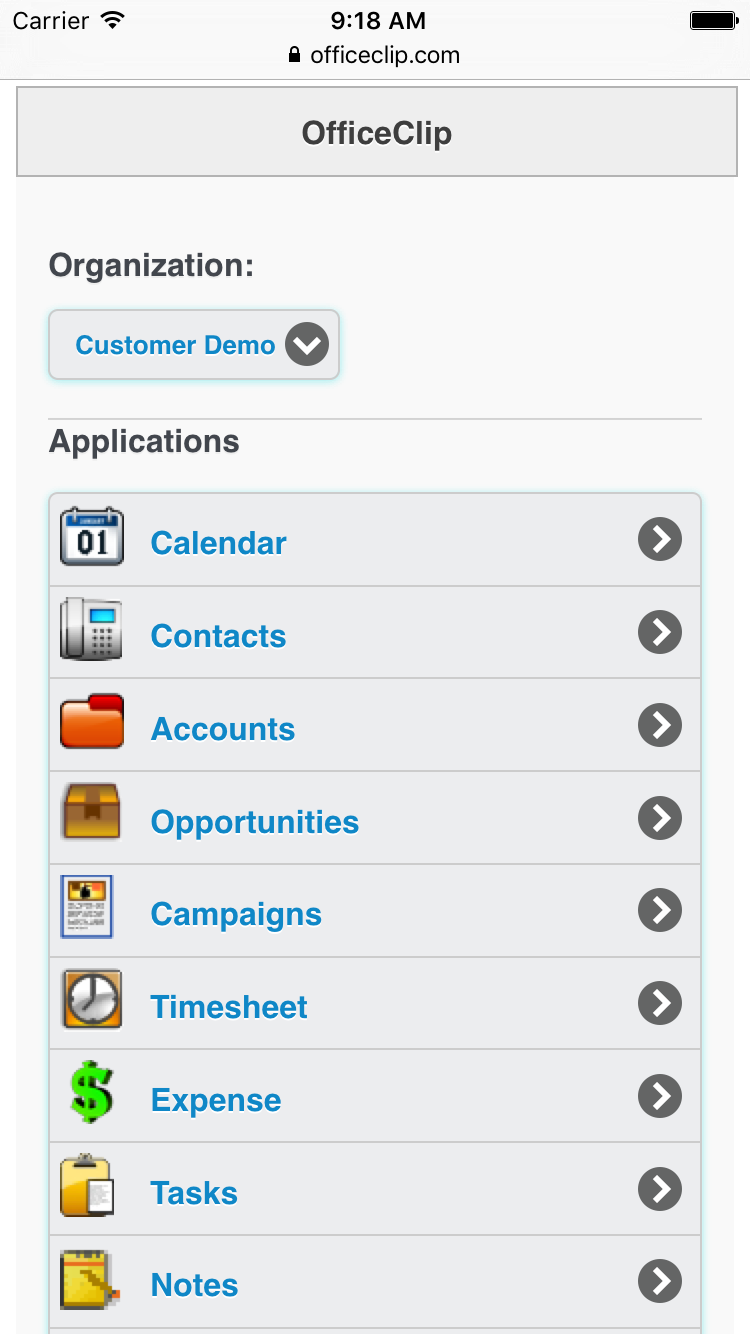 Carrier 9:18 AM
officeclip.com
OfficeClip
Organization:
Customer Demo
Applications
01
Calendar
Contacts
Accounts
Opportunities
Campaigns
Timesheet
$
Expense
Tasks
Notes